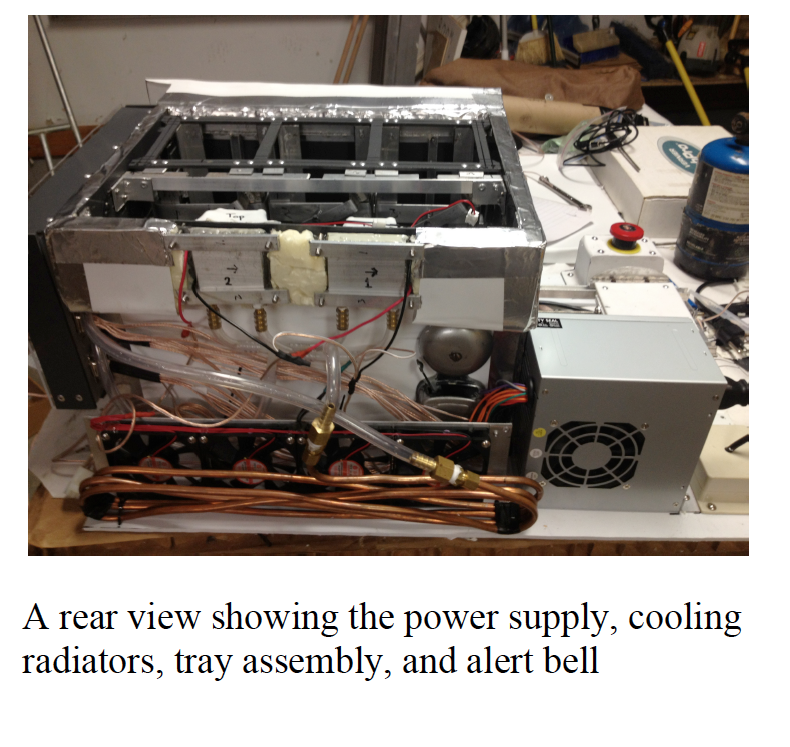 Top
2
1
A rear view showing the power supply, cooling
radiators, tray assembly, and alert bell